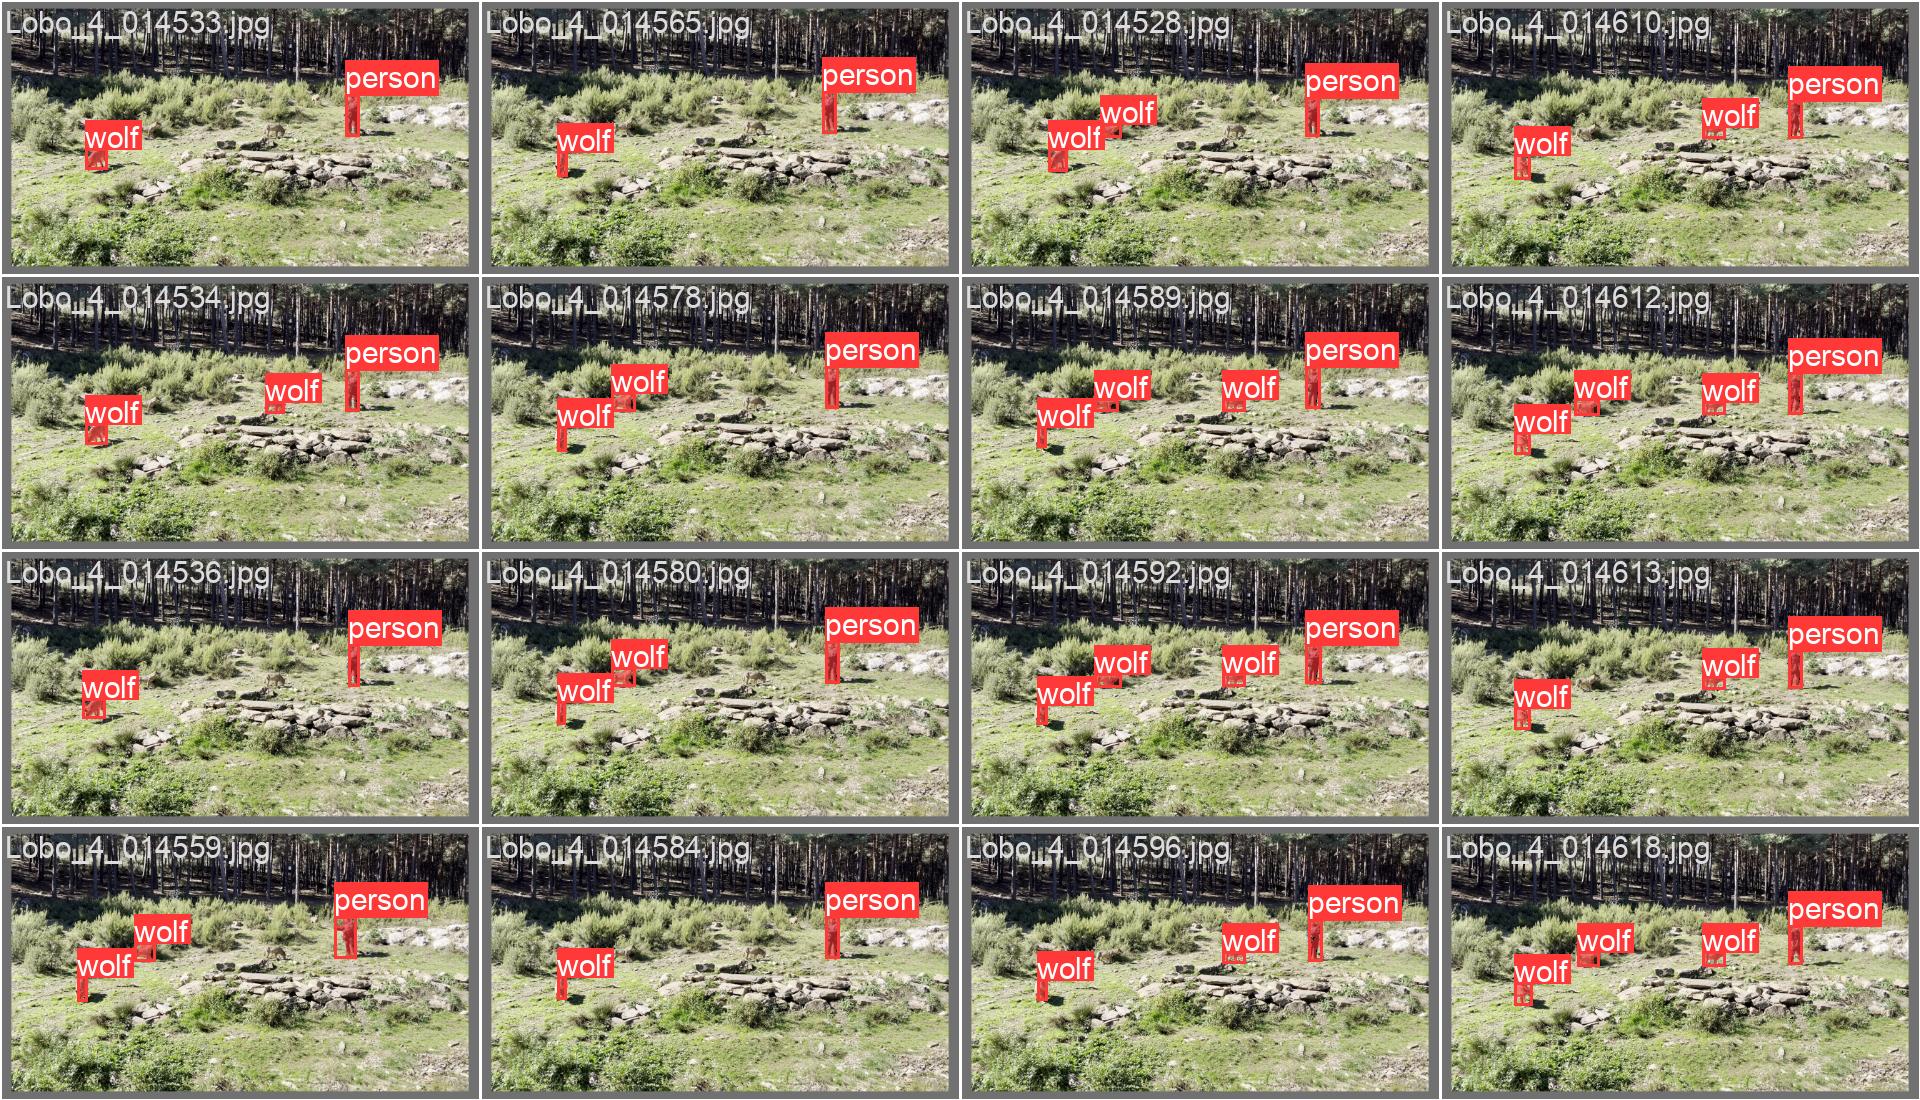 Lobo_4_014533.jpg
person
wolf
Lobo_4_014565.jpg
person
wolf
Lobo_4_014528.jpg
person
wolf
wolf
Lobo_4_014610.jpg
person
wolf
wolf
Lobo_4_014534.jpg
person
wolf
wolf
Lobo_4_014578.jpg
person
wolf
wolf
Lobo_4_014589.jpg
person
wolf
wolf
wolf
Lobo_4_014612.jpg
person
wolf
wolf
wolf
Lobo_4_014536.jpg
person
wolf
Lobo_4_014580.jpg
person
wolf
wolf
Lobo_4_014592.jpg
person
wolf
wolf
wolf
Lobo_4_014613.jpg
person
wolf
wolf
Lobo_4_014559.jpg
person
wolf
wolf
Lobo_4_014584.jpg
person
wolf
Lobo_4_014596.jpg
person
wolf
wolf
Lobo_4_014618.jpg
person
wolf
wolf
wolf